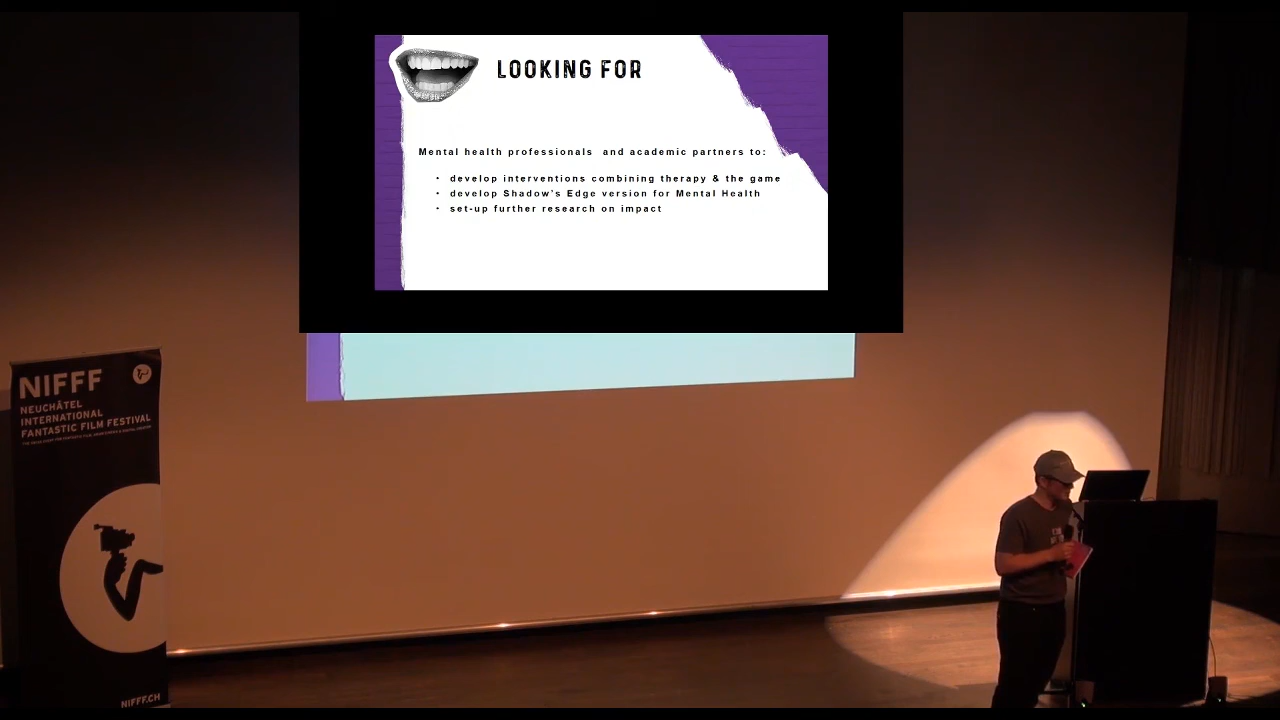 LOOKING FOR
Mental health professionals and academic partners to:
• develop interventions combining therapy & the game
• develop Shadow's Edge version for Mental Health
• set-up further research on impact
NIFFF
NEUCHÂTEL
INTERNATIONAL
FANTASTIC FILM FESTIVAL
NIFFF.CH